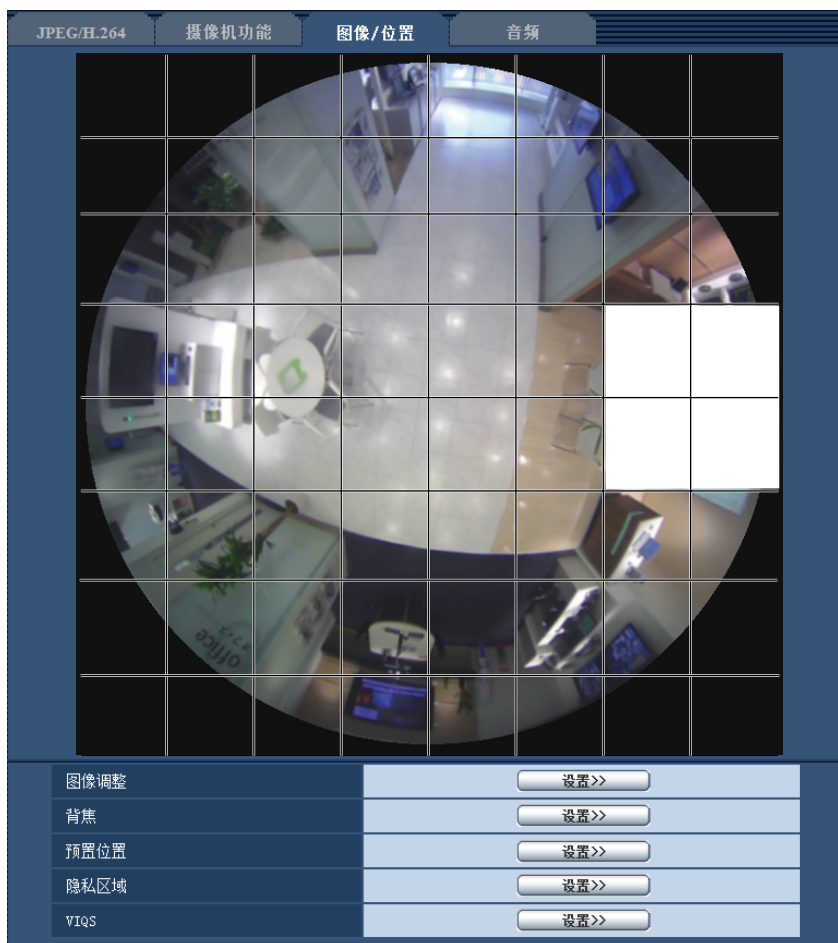 JPEG/H.264 摄像机功能 图像/位置 音频
office
图像调整 设置>>
背焦 设置>>
预置位置 设置>>
隐私区域 设置>>
VIQS 设置>>